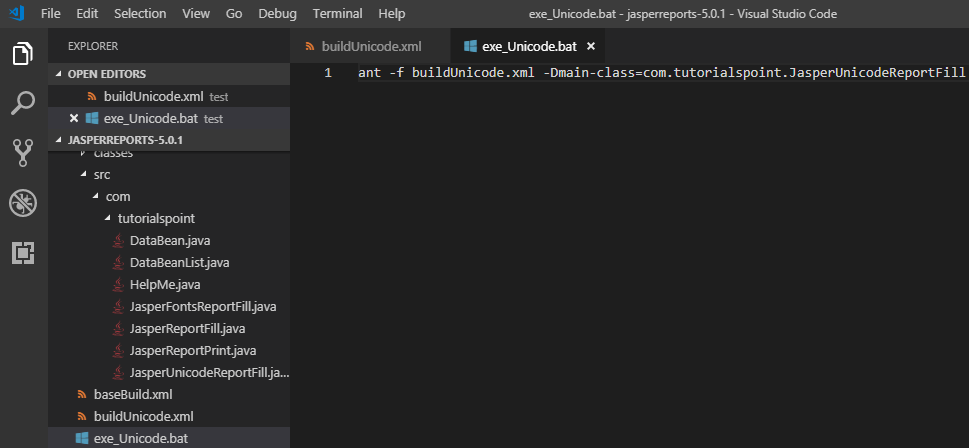 File Edit Selection View Go Debug Terminal Help exe_Unicode.bat - jasperreports-5.0.1 - Visual Studio Code
EXPLORER
buildUnicode.xml
exe_Unicode.bat
OPEN EDITORS
buildUnicode.xml test
exe_Unicode.bat test
JASPERREPORTS-5.0.1
classes
src
com
tutorialspoint
DataBean.java
DataBeanList.java
HelpMe.java
JasperFontsReportFill.java
JasperReportFill.java
JasperReportPrint.java
JasperUnicodeReportFill.ja...
baseBuild.xml
buildUnicode.xml
exe_Unicode.bat
1 ant -f buildUnicode.xml -Dmain-class=com.tutorialspoint.JasperUnicodeReportFill